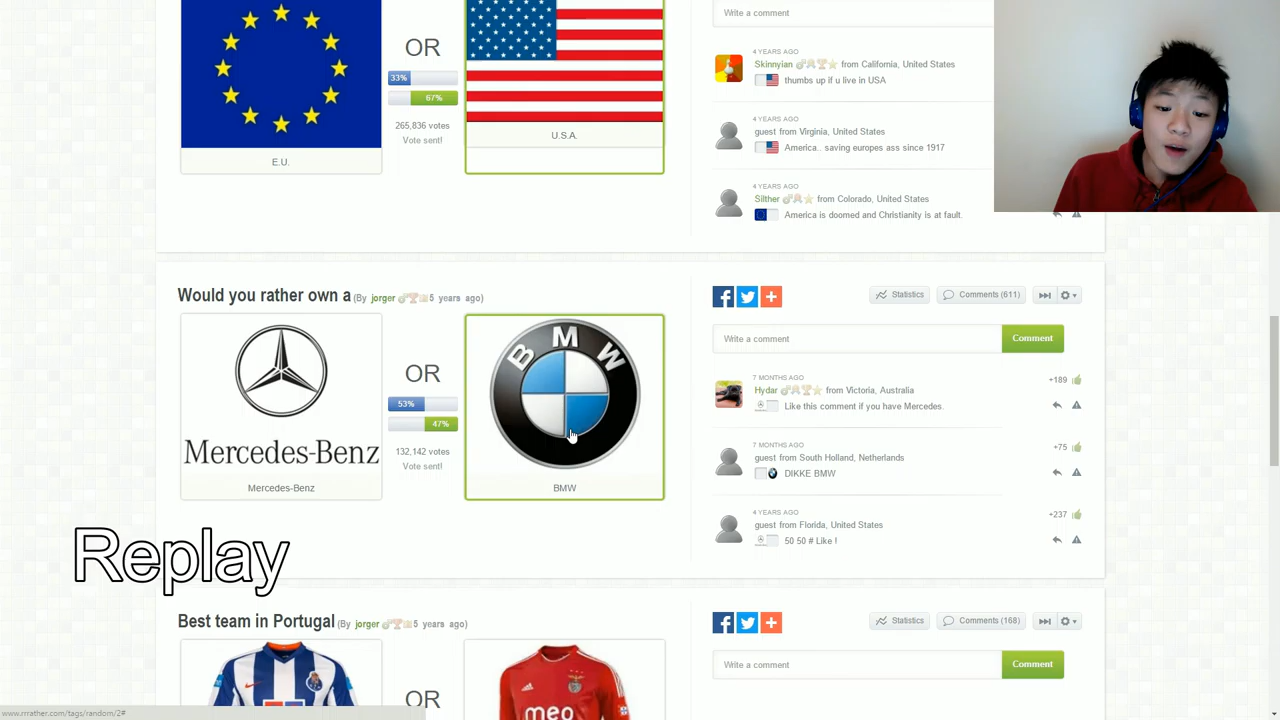 OR
33%
67%
265,836 votes
Vote sent!
E.U.
U.S.A.
Write a comment
4 YEARS AGO
Skinnyian from California, United States
thumbs up if u live in USA
4 YEARS AGO
guest from Virginia, United States
America.. saving europes ass since 1917
4 YEARS AGO
Silther from Colorado, United States
America is doomed and Christianity is at fault.
Would you rather own a (By jorger 5 years ago)
Mercedes-Benz
Mercedes-Benz
OR
53%
47%
132,142 votes
Vote sent!
BMW
BMW
Statistics
Comments (611)
Write a comment
Comment
7 MONTHS AGO
Hydar from Victoria, Australia
Like this comment if you have Mercedes.
+189
7 MONTHS AGO
guest from South Holland, Netherlands
DIKKE BMW
+75
4 YEARS AGO
guest from Florida, United States
50 50 # Like !
+237
Replay
Best team in Portugal (By jorger 5 years ago)
OR
meo
Statistics
Comments (168)
Write a comment
Comment
www.rrrather.com/tags/random/2#